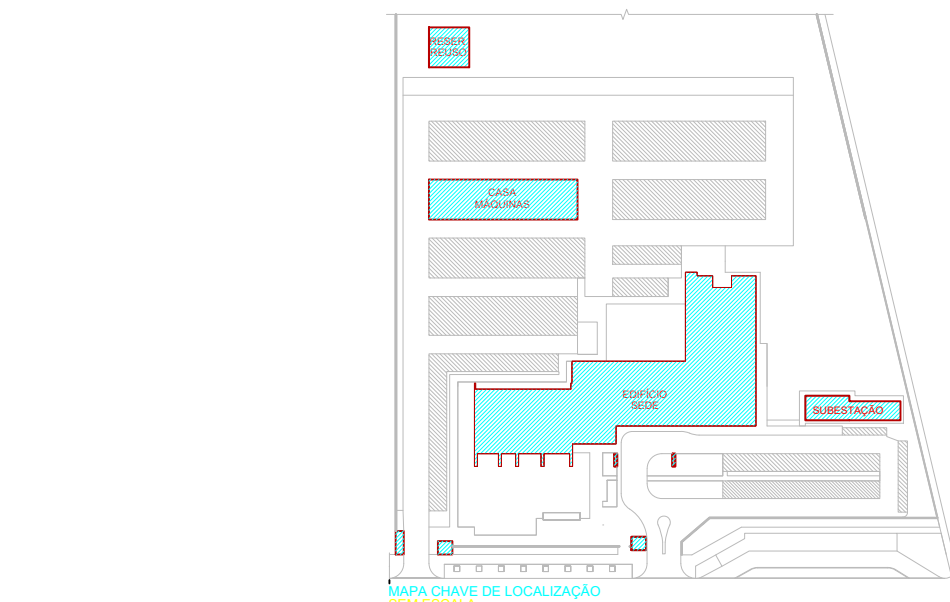 RESER.
REUSO
CASA
MÁQUINAS
EDIFÍCIO
SEDE
SUBESTAÇÃO
MAPA CHAVE DE LOCALIZAÇÃO